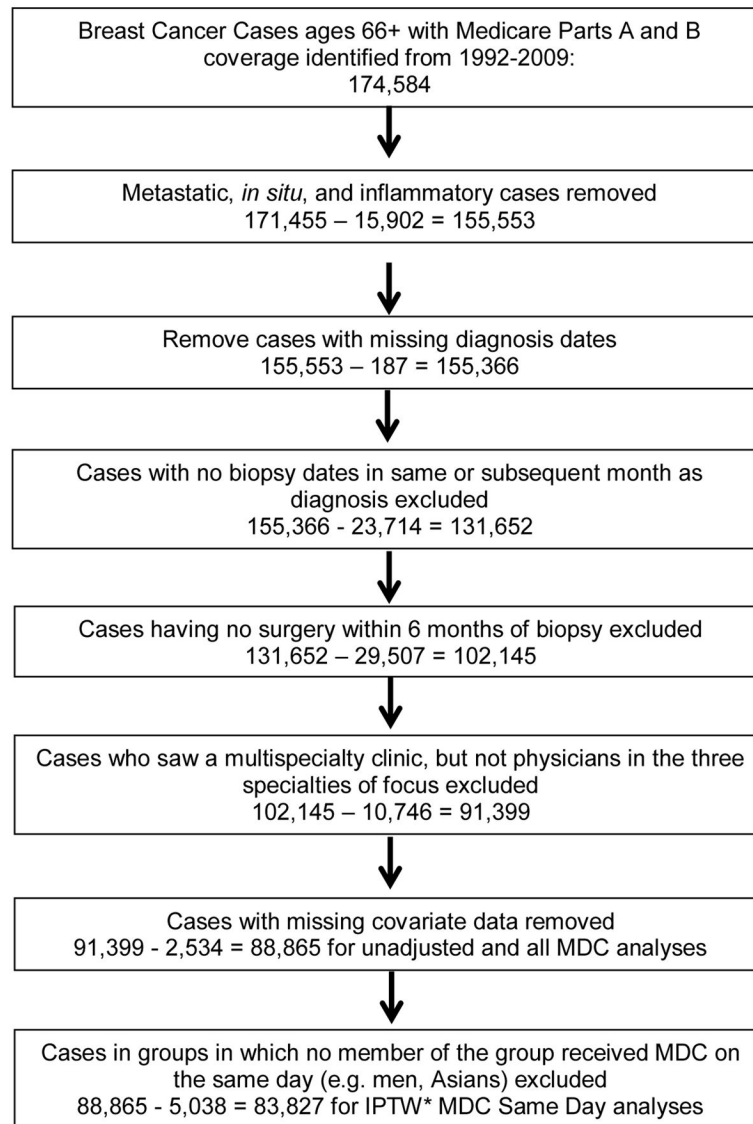 Breast Cancer Cases ages 66+ with Medicare Parts A and B
coverage identified from 1992-2009:
174,584
Metastatic, in situ, and inflammatory cases removed
171,455 – 15,902 = 155,553
Remove cases with missing diagnosis dates
155,553 – 187 = 155,366
Cases with no biopsy dates in same or subsequent month as
diagnosis excluded
155,366 - 23,714 = 131,652
Cases having no surgery within 6 months of biopsy excluded
131,652 – 29,507 = 102,145
Cases who saw a multispecialty clinic, but not physicians in the three
specialties of focus excluded
102,145 – 10,746 = 91,399
Cases with missing covariate data removed
91,399 - 2,534 = 88,865 for unadjusted and all MDC analyses
Cases in groups in which no member of the group received MDC on
the same day (e.g. men, Asians) excluded
88,865 - 5,038 = 83,827 for IPTW* MDC Same Day analyses